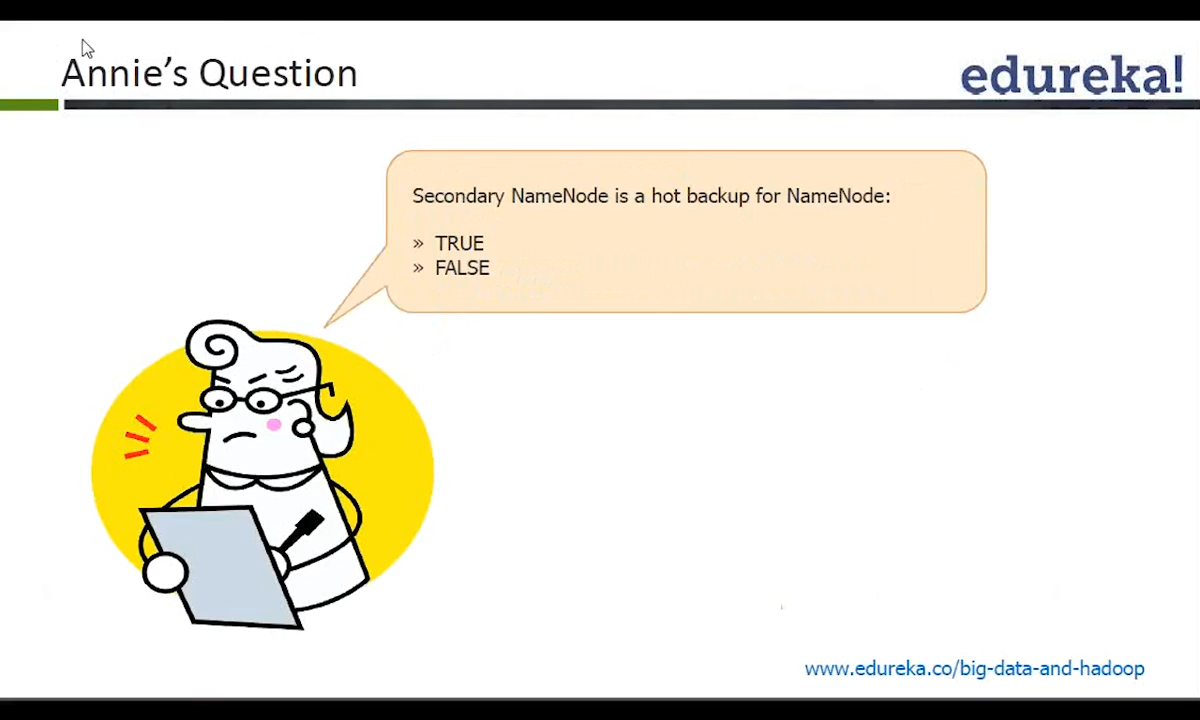 Annie's Question
edureka!
Secondary NameNode is a hot backup for NameNode:
» TRUE
» FALSE
www.edureka.co/big-data-and-hadoop